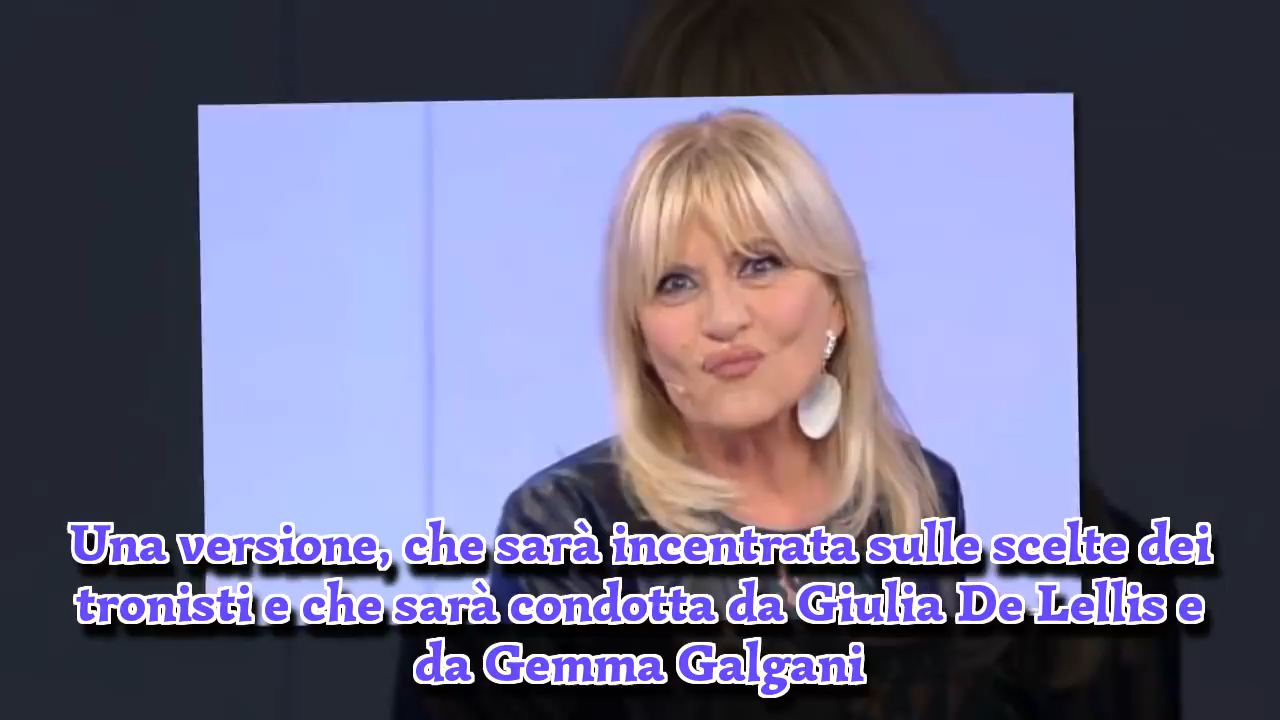 Una versione, che sarà incentrata sulle scelte dei
tronisti e che sarà condotta da Giulia De Lellis e
da Gemma Galgani